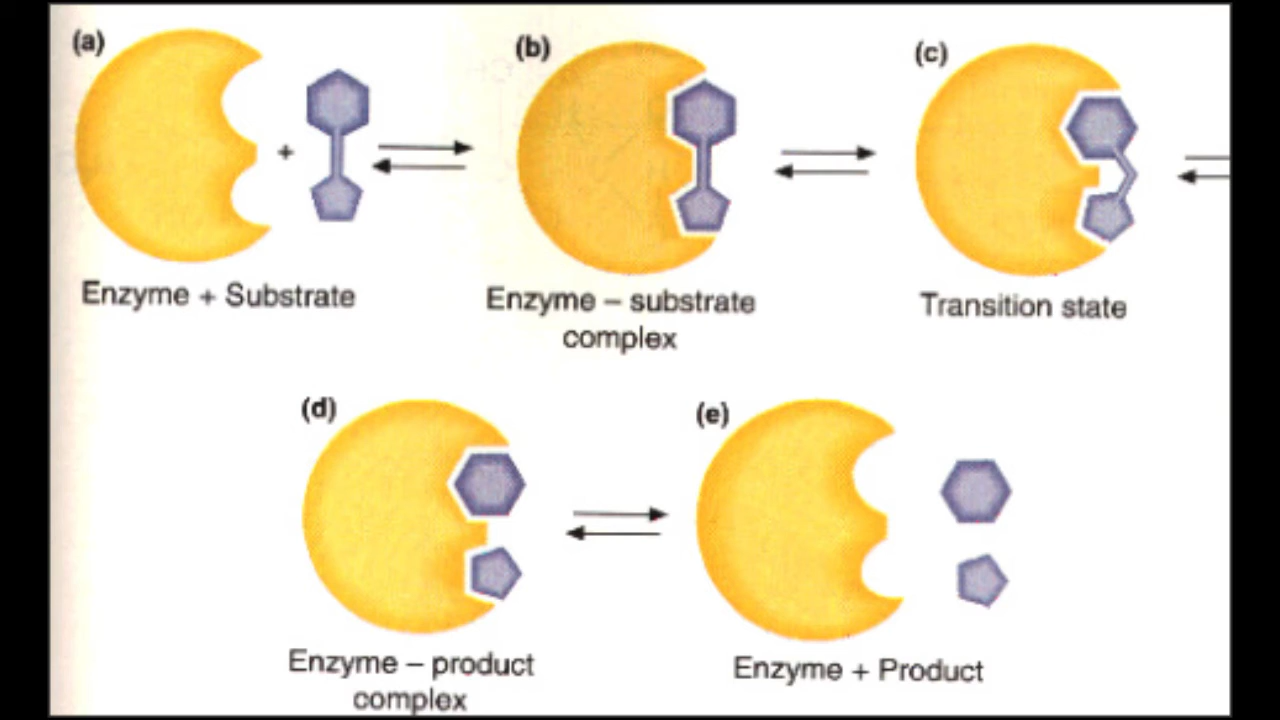 (a)
(b)
(c)
+
Enzyme + Substrate
Enzyme – substrate
complex
Transition state
(d)
(e)
Enzyme – product
complex
Enzyme + Product